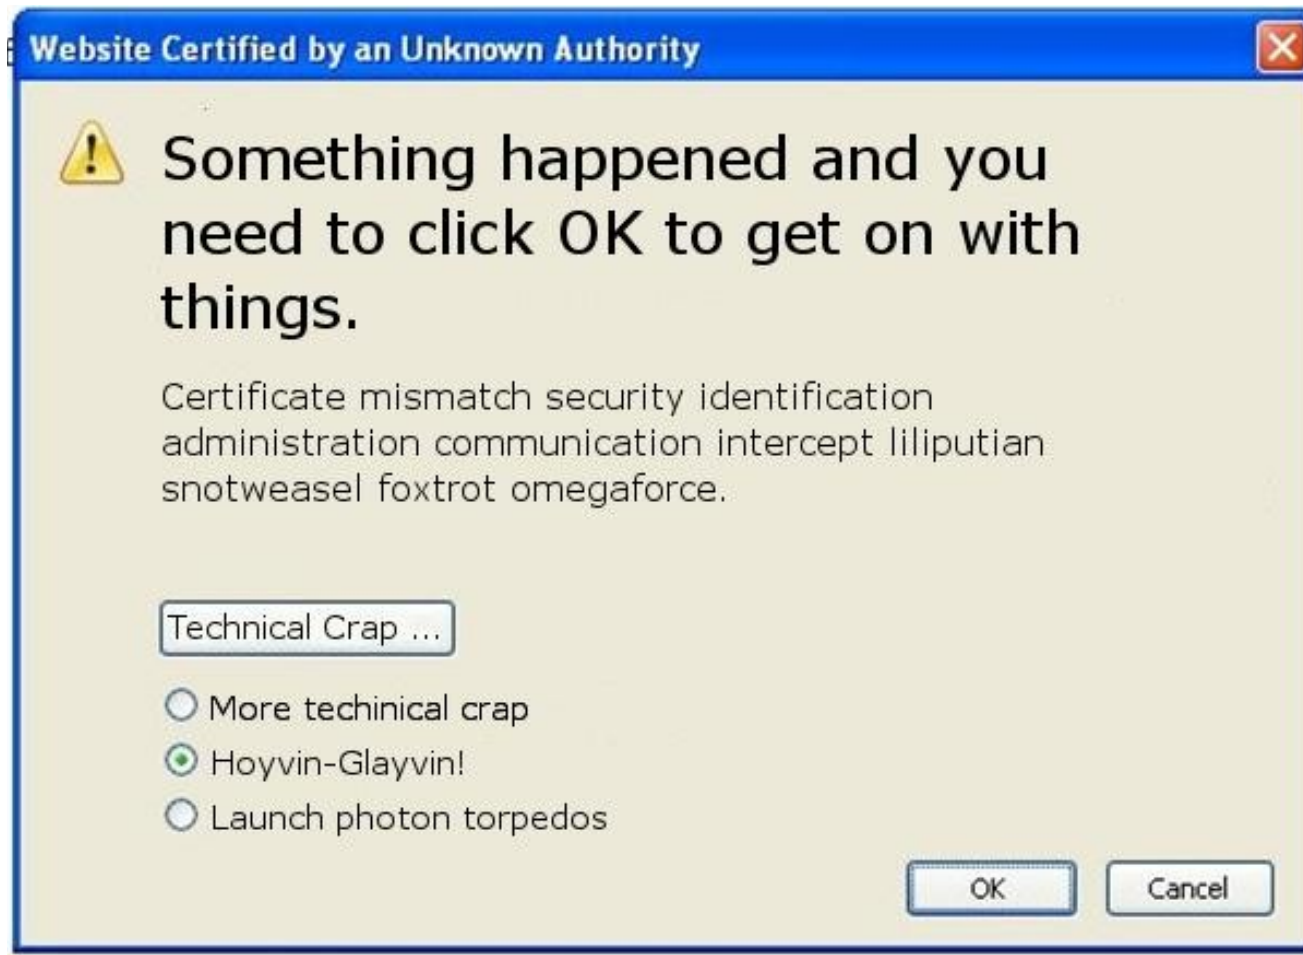 Website Certified by an Unknown Authority
Something happened and you
need to click OK to get on with
things.
Certificate mismatch security identification
administration communication intercept liliputian
snotweasel foxtrot omegaforce.
Technical Crap ...
More techinical crap
Hoyvin-Glayvin!
Launch photon torpedos
OK
Cancel